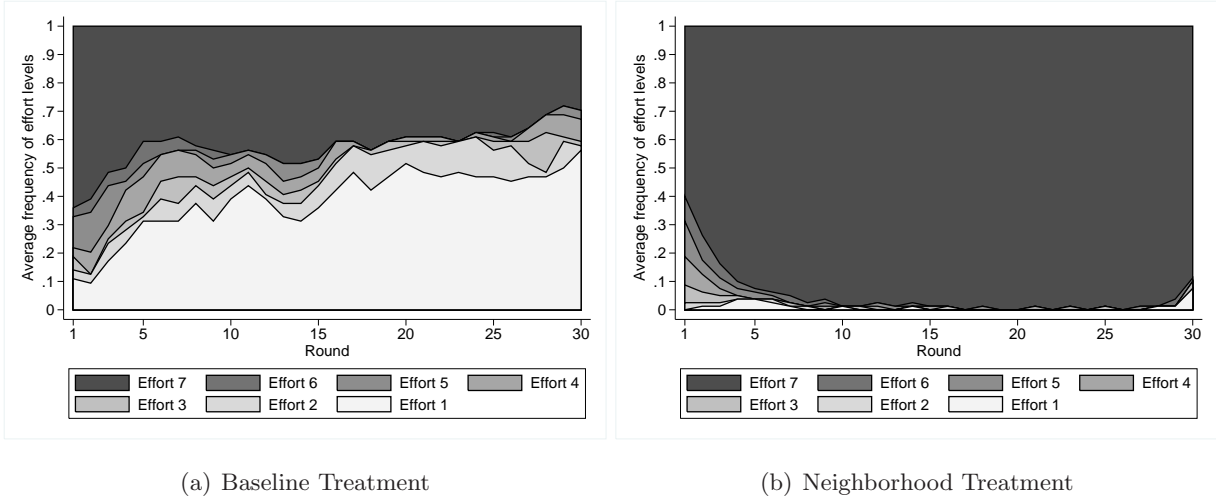 Average frequency of effort levels
1
.9
.8
.7
.6
.5
.4
.3
.2
.1
0
1 5 10 15 20 25 30
Round
Effort 7 Effort 6 Effort 5 Effort 4
Effort 3 Effort 2 Effort 1
(a) Baseline Treatment
Average frequency of effort levels
1
.9
.8
.7
.6
.5
.4
.3
.2
.1
0
1 5 10 15 20 25 30
Round
Effort 7 Effort 6 Effort 5 Effort 4
Effort 3 Effort 2 Effort 1
(b) Neighborhood Treatment